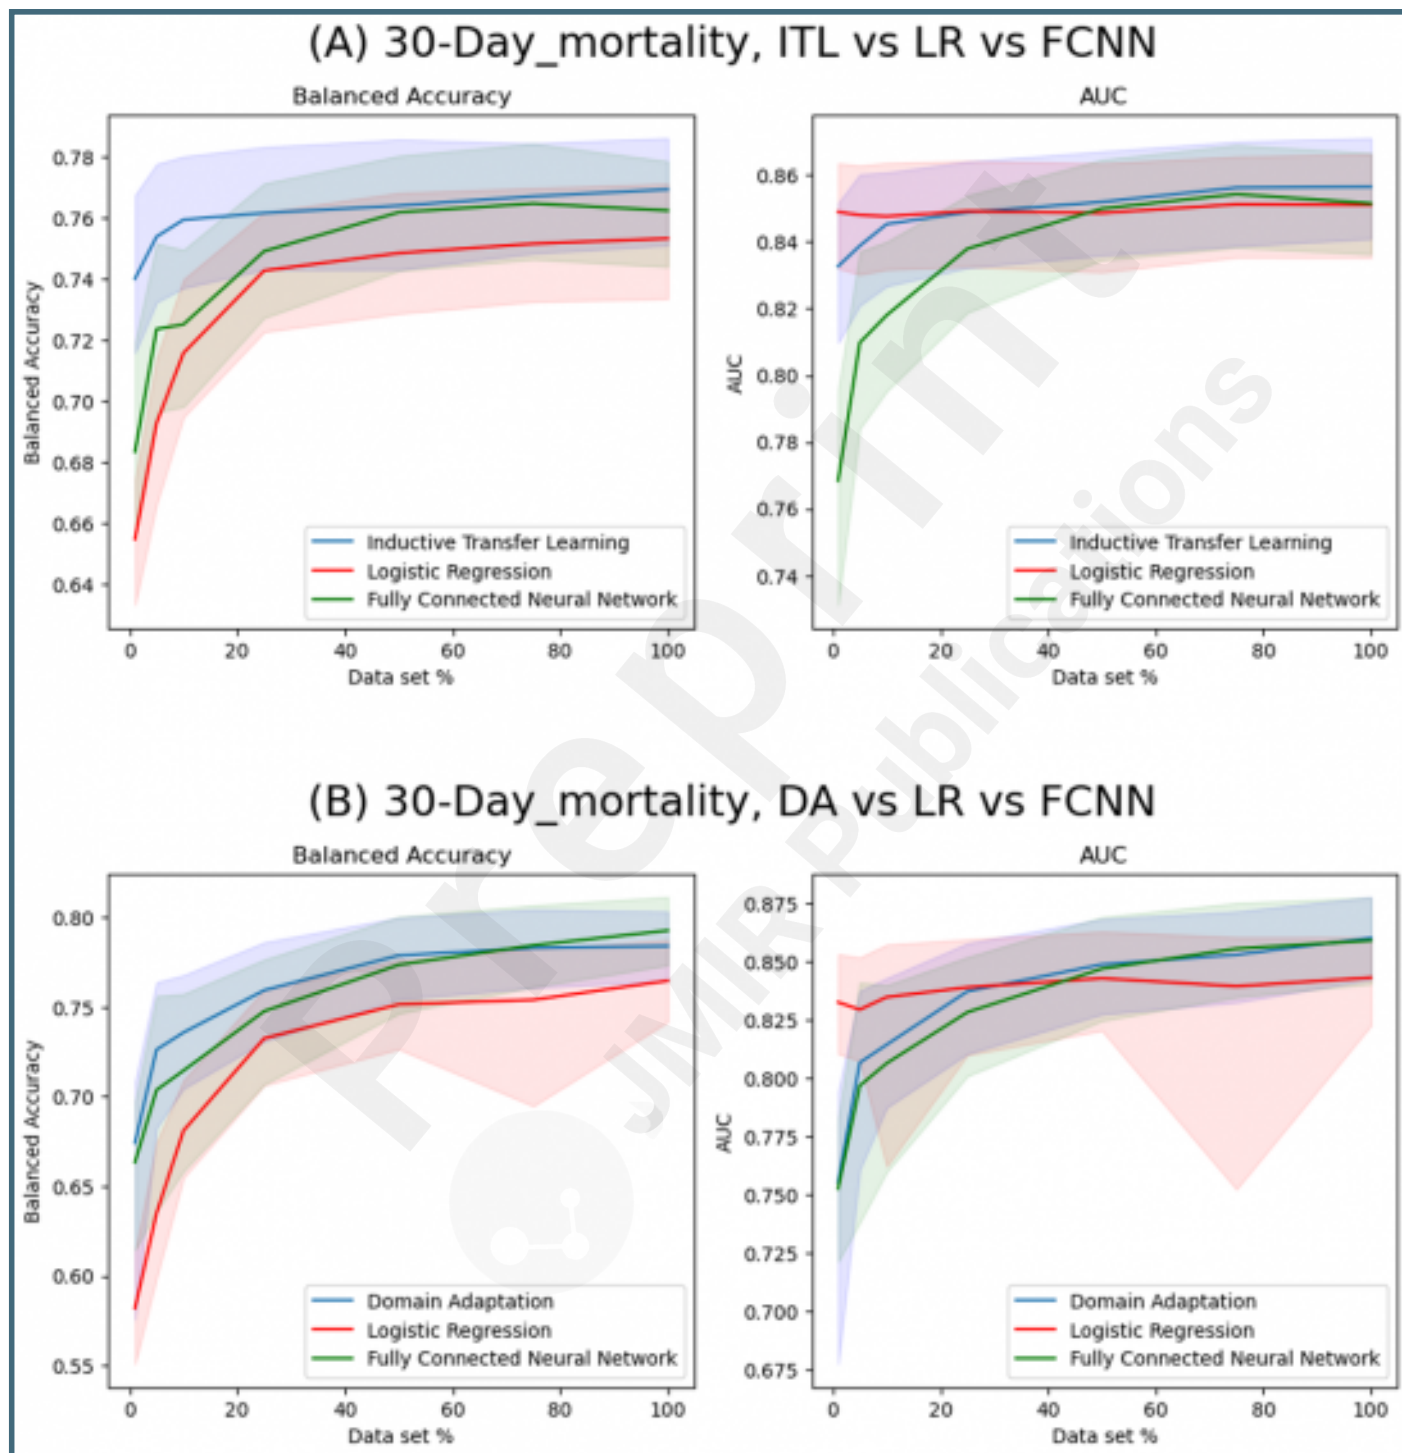 (A) 30-Day_mortality, ITL vs LR vs FCNN
Balanced Accuracy
Balanced Accuracy
0.78
0.76
0.74
0.72
0.70
0.68
0.66
0.64
Inductive Transfer Learning
Logistic Regression
Fully Connected Neural Network
0 20 40 60 80 100
Data set %
AUC
AUC
0.86
0.84
0.82
0.80
0.78
0.76
0.74
Inductive Transfer Learning
Logistic Regression
Fully Connected Neural Network
0 20 40 60 80 100
Data set %
(B) 30-Day_mortality, DA vs LR vs FCNN
Balanced Accuracy
Balanced Accuracy
0.80
0.75
0.70
0.65
0.60
0.55
Domain Adaptation
Logistic Regression
Fully Connected Neural Network
0 20 40 60 80 100
Data set %
AUC
AUC
0.875
0.850
0.825
0.800
0.775
0.750
0.725
0.700
0.675
Domain Adaptation
Logistic Regression
Fully Connected Neural Network
0 20 40 60 80 100
Data set %
Preprint
JMIR Publications